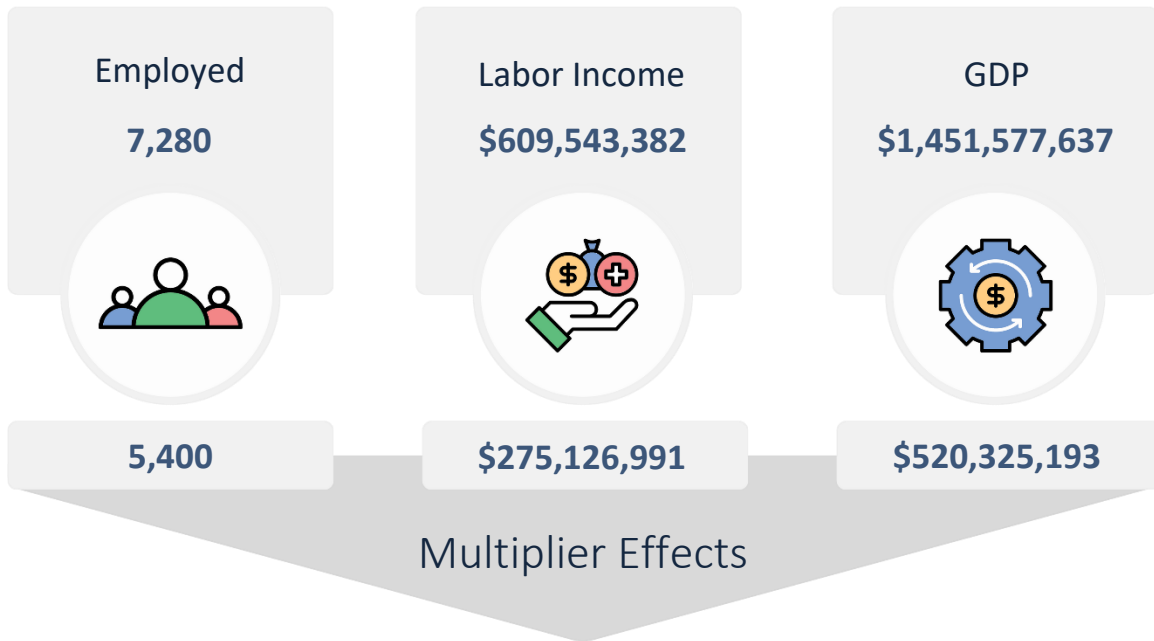 Employed
7,280
Labor Income
$609,543,382
GDP
$1,451,577,637
$
$
5,400
$275,126,991
$520,325,193
Multiplier Effects